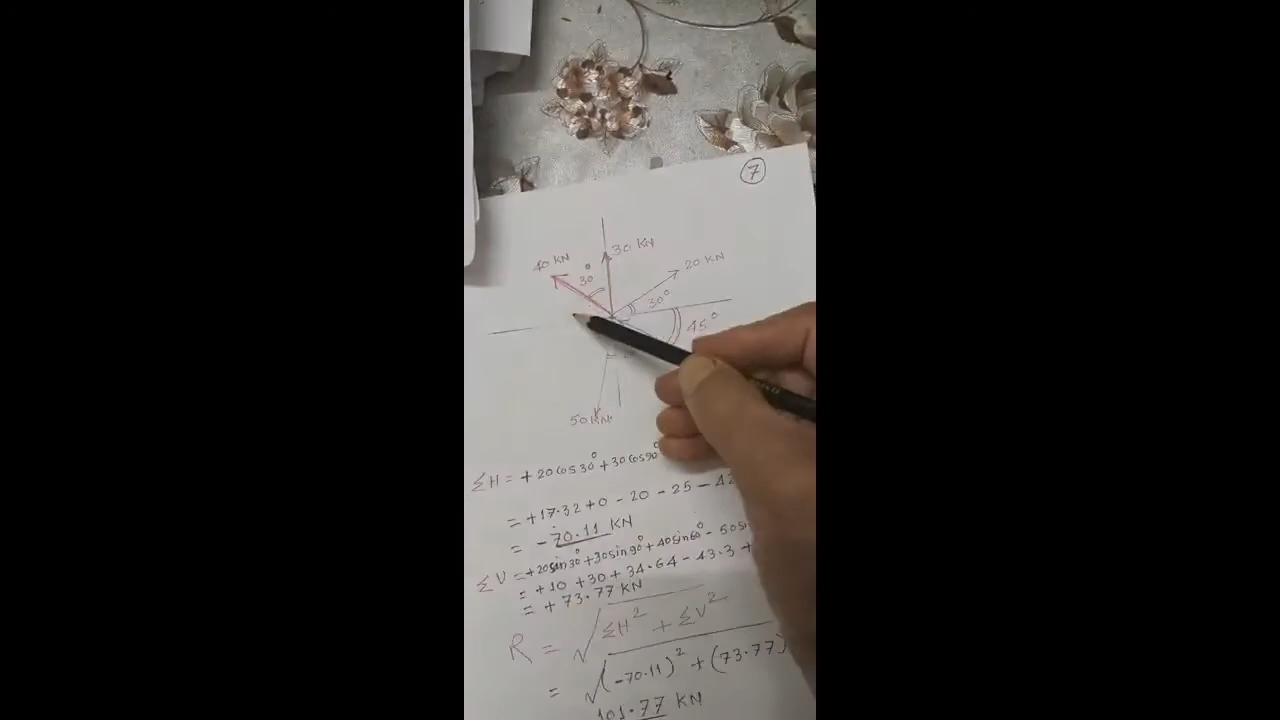 7
30 KN
40 KN
20 KN
30°
30°
45°
50 KN
ΣH = +20cos30° + 30cos90°
= +17.32 + 0 - 20 - 25 - 42
= -70.11 KN
ΣV = +20sin30° + 30sin90° + 40sin60° - 50
= +10 + 30 + 34.64 - 43.3 +
= +73.77 KN
R = √ΣH² + ΣV²
= √(-70.11)² + (73.77)
101.77 KN